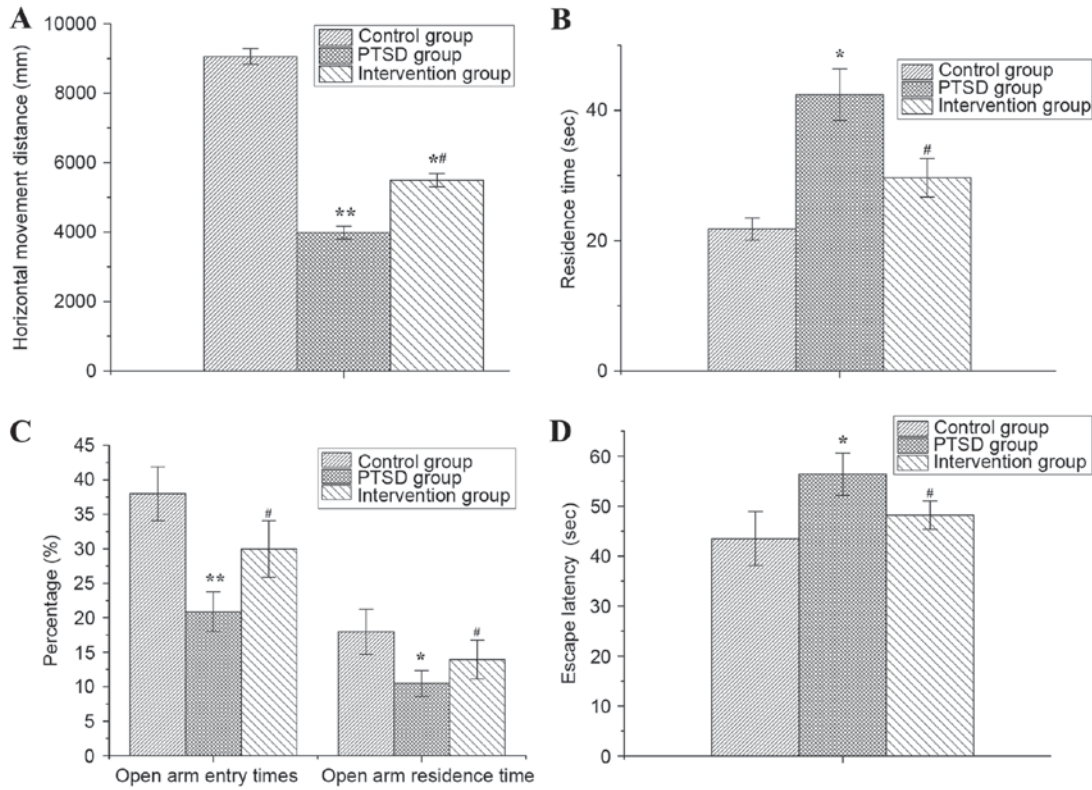 A
Horizontal movement distance (mm)
10000
8000
6000
4000
2000
0
Control group
PTSD group
Intervention group
**
*#
B
Residence time (sec)
40
20
0
Control group
PTSD group
Intervention group
*
#
C
Percentage (%)
45
40
35
30
25
20
15
10
5
0
Control group
PTSD group
Intervention group
**
#
*
#
Open arm entry times
Open arm residence time
D
Escape latency (sec)
60
50
40
30
20
10
0
Control group
PTSD group
Intervention group
*
#